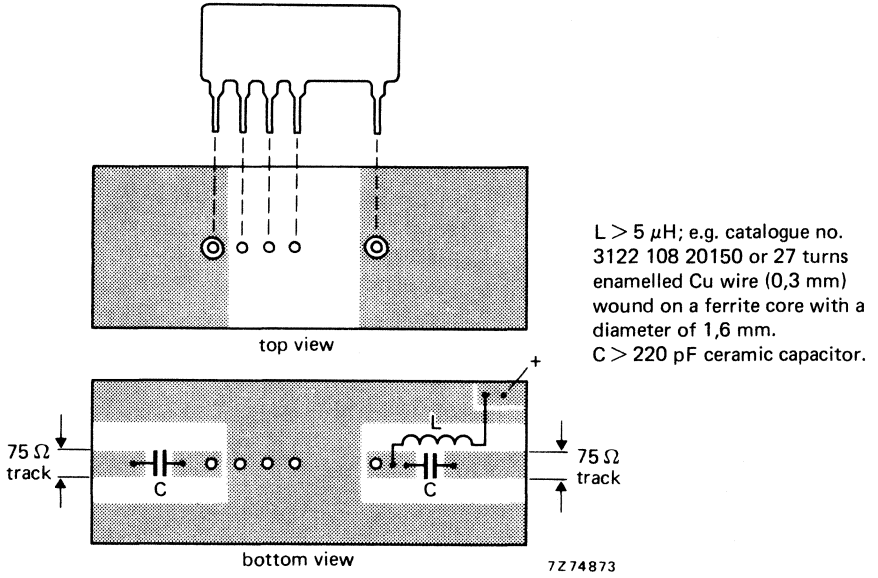 L > 5 μH; e.g. catalogue no.
3122 108 20150 or 27 turns
enamelled Cu wire (0,3 mm)
wound on a ferrite core with a
diameter of 1,6 mm.
C > 220 pF ceramic capacitor.
top view
+
L
75 Ω
track
C
C
75 Ω
track
bottom view
7Z74873